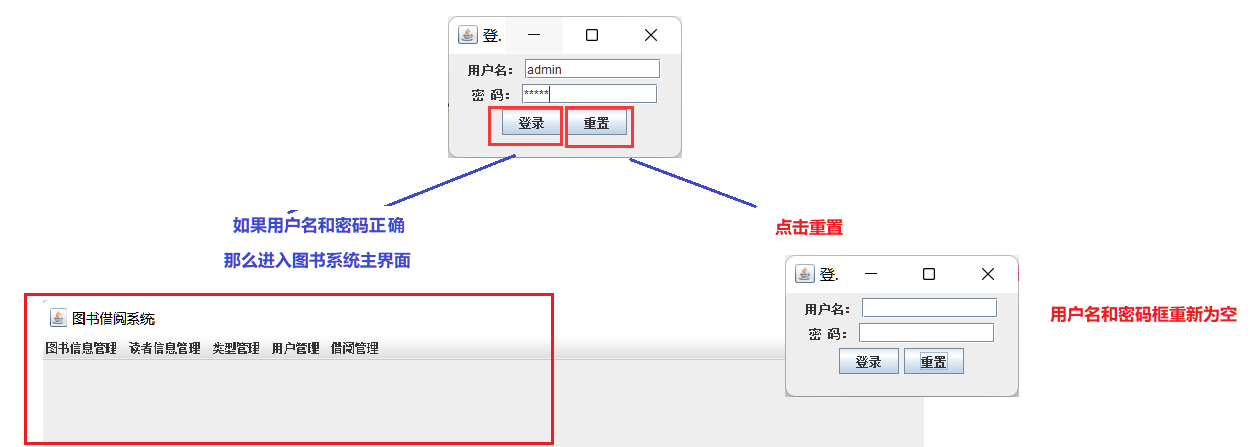 登.
用户名： admin
密 码： *****
登录 重置
如果用户名和密码正确
那么进入图书系统主界面
点击重置
图书借阅系统
图书信息管理 读者信息管理 类型管理 用户管理 借阅管理
登.
用户名：
密 码：
登录 重置
用户名和密码框重新为空